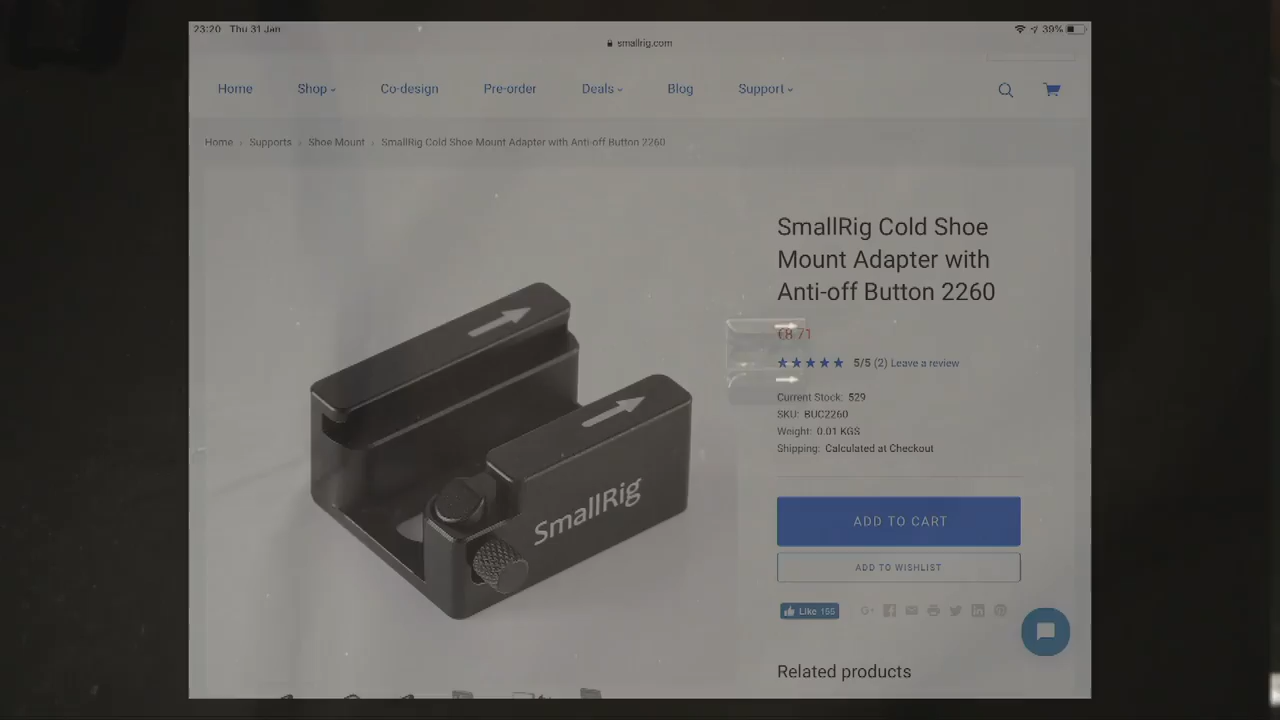 23:20 Thu 31 Jan
39%
smallrig.com
Home Shop Co-design Pre-order Deals Blog Support
Home › Supports › Shoe Mount › SmallRig Cold Shoe Mount Adapter with Anti-off Button 2260
SmallRig Cold Shoe
Mount Adapter with
Anti-off Button 2260
€8.71
5/5 (2) Leave a review
Current Stock: 529
SKU: BUC2260
Weight: 0.01 KGS
Shipping: Calculated at Checkout
ADD TO CART
ADD TO WISHLIST
Like 155
G+
Related products
SmallRig